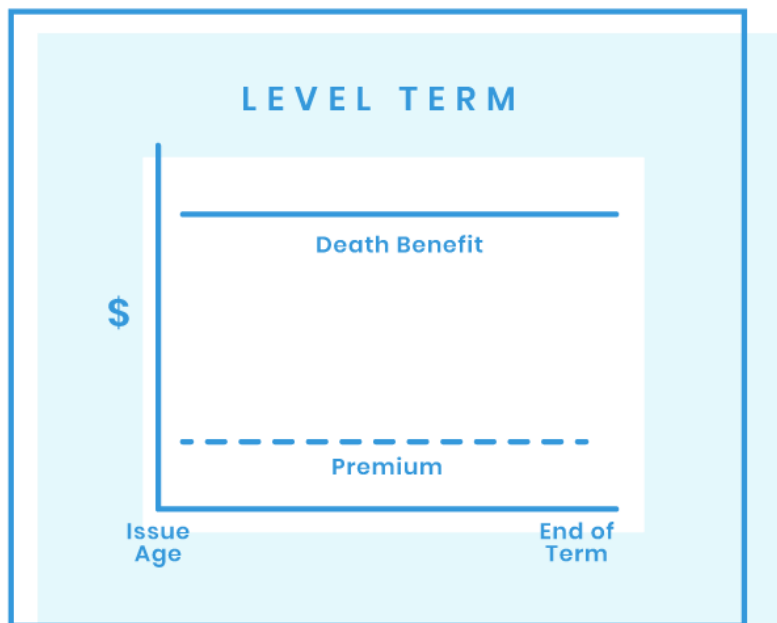 LEVEL TERM
Death Benefit
$
Premium
Issue
Age
End of
Term